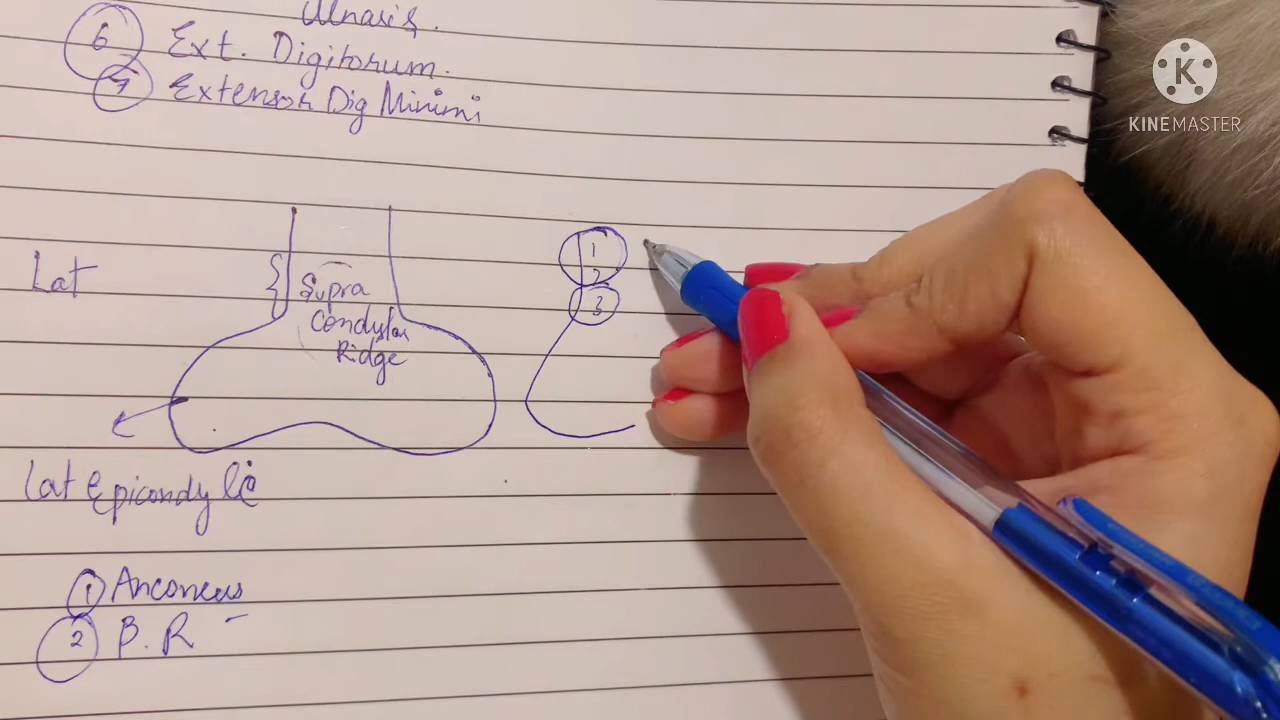 Ulnaris.
6 Ext. Digitorum.
7 Extensor Dig Minimi
KINEMASTER
Lat
Supra
Condylar
Ridge
1
2
3
Lat Epicondyle
1 Anconeus
2 B.R